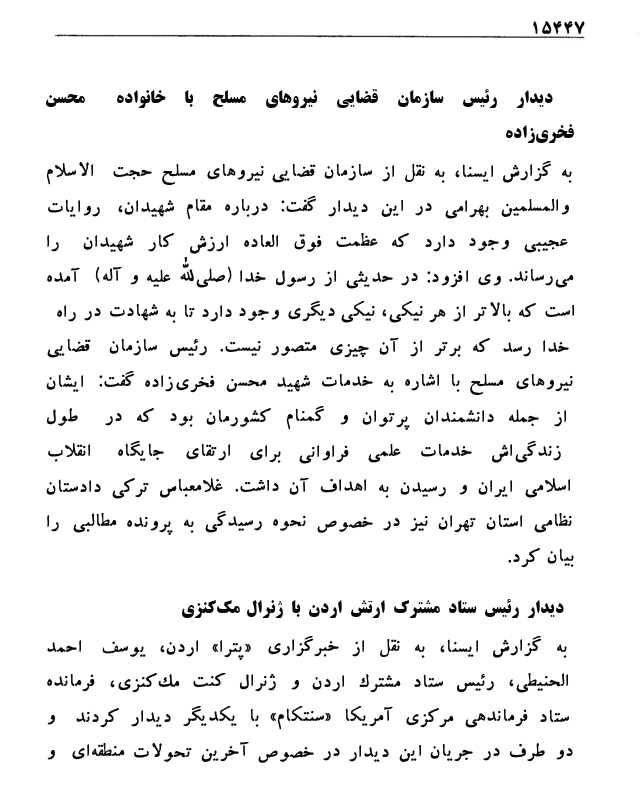 ۱۵۴۴۷
دیدار رئیس سازمان قضایی نیروهای مسلح با خانواده محسن
فخری‌زاده
به گزارش ایسنا، به نقل از سازمان قضایی نیروهای مسلح حجت الاسلام
والمسلمین بهرامی در این دیدار گفت: درباره مقام شهیدان، روایات
عجیبی وجود دارد که عظمت فوق العاده ارزش کار شهیدان را
می‌رساند. وی افزود: در حدیثی از رسول خدا (صلی‌الله علیه و آله) آمده
است که بالاتر از هر نیکی، نیکی دیگری وجود دارد تا به شهادت در راه
خدا رسد که برتر از آن چیزی متصور نیست. رئیس سازمان قضایی
نیروهای مسلح با اشاره به خدمات شهید محسن فخری‌زاده گفت: ایشان
از جمله دانشمندان پرتوان و گمنام کشورمان بود که در طول
زندگی‌اش خدمات علمی فراوانی برای ارتقای جایگاه انقلاب
اسلامی ایران و رسیدن به اهداف آن داشت. غلامعباس ترکی دادستان
نظامی استان تهران نیز در خصوص نحوه رسیدگی به پرونده مطالبی را
بیان کرد.
دیدار رئیس ستاد مشترک ارتش اردن با ژنرال مک‌کنزی
به گزارش ایسنا، به نقل از خبرگزاری «پترا» اردن، یوسف احمد
الحنیطی، رئیس ستاد مشترك اردن و ژنرال کنت مك‌کنزی، فرمانده
ستاد فرماندهی مرکزی آمریکا «سنتکام» با یکدیگر دیدار کردند و
دو طرف در جریان این دیدار در خصوص آخرین تحولات منطقه‌ای و